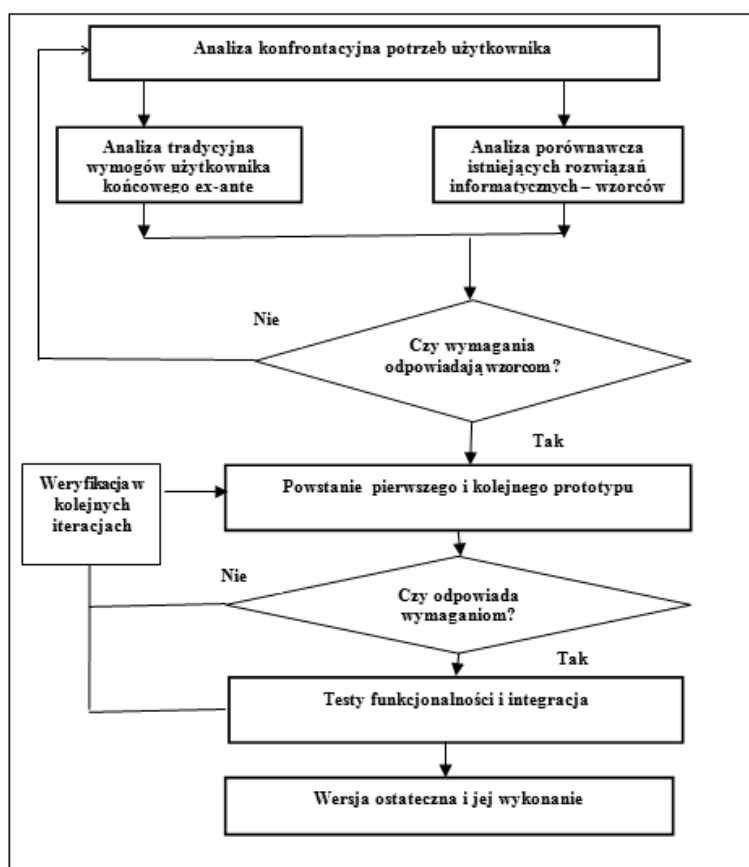 Analiza konfrontacyjna potrzeb użytkownika
Analiza tradycyjna
wymogów użytkownika
końcowego ex-ante
Analiza porównawcza
istniejących rozwiązań
informatycznych – wzorców
Nie
Czy wymagania
odpowiadają wzorcom?
Tak
Weryfikacja w
kolejnych
iteracjach
Powstanie pierwszego i kolejnego prototypu
Nie
Czy odpowiada
wymaganiom?
Tak
Testy funkcjonalności i integracja
Wersja ostateczna i jej wykonanie